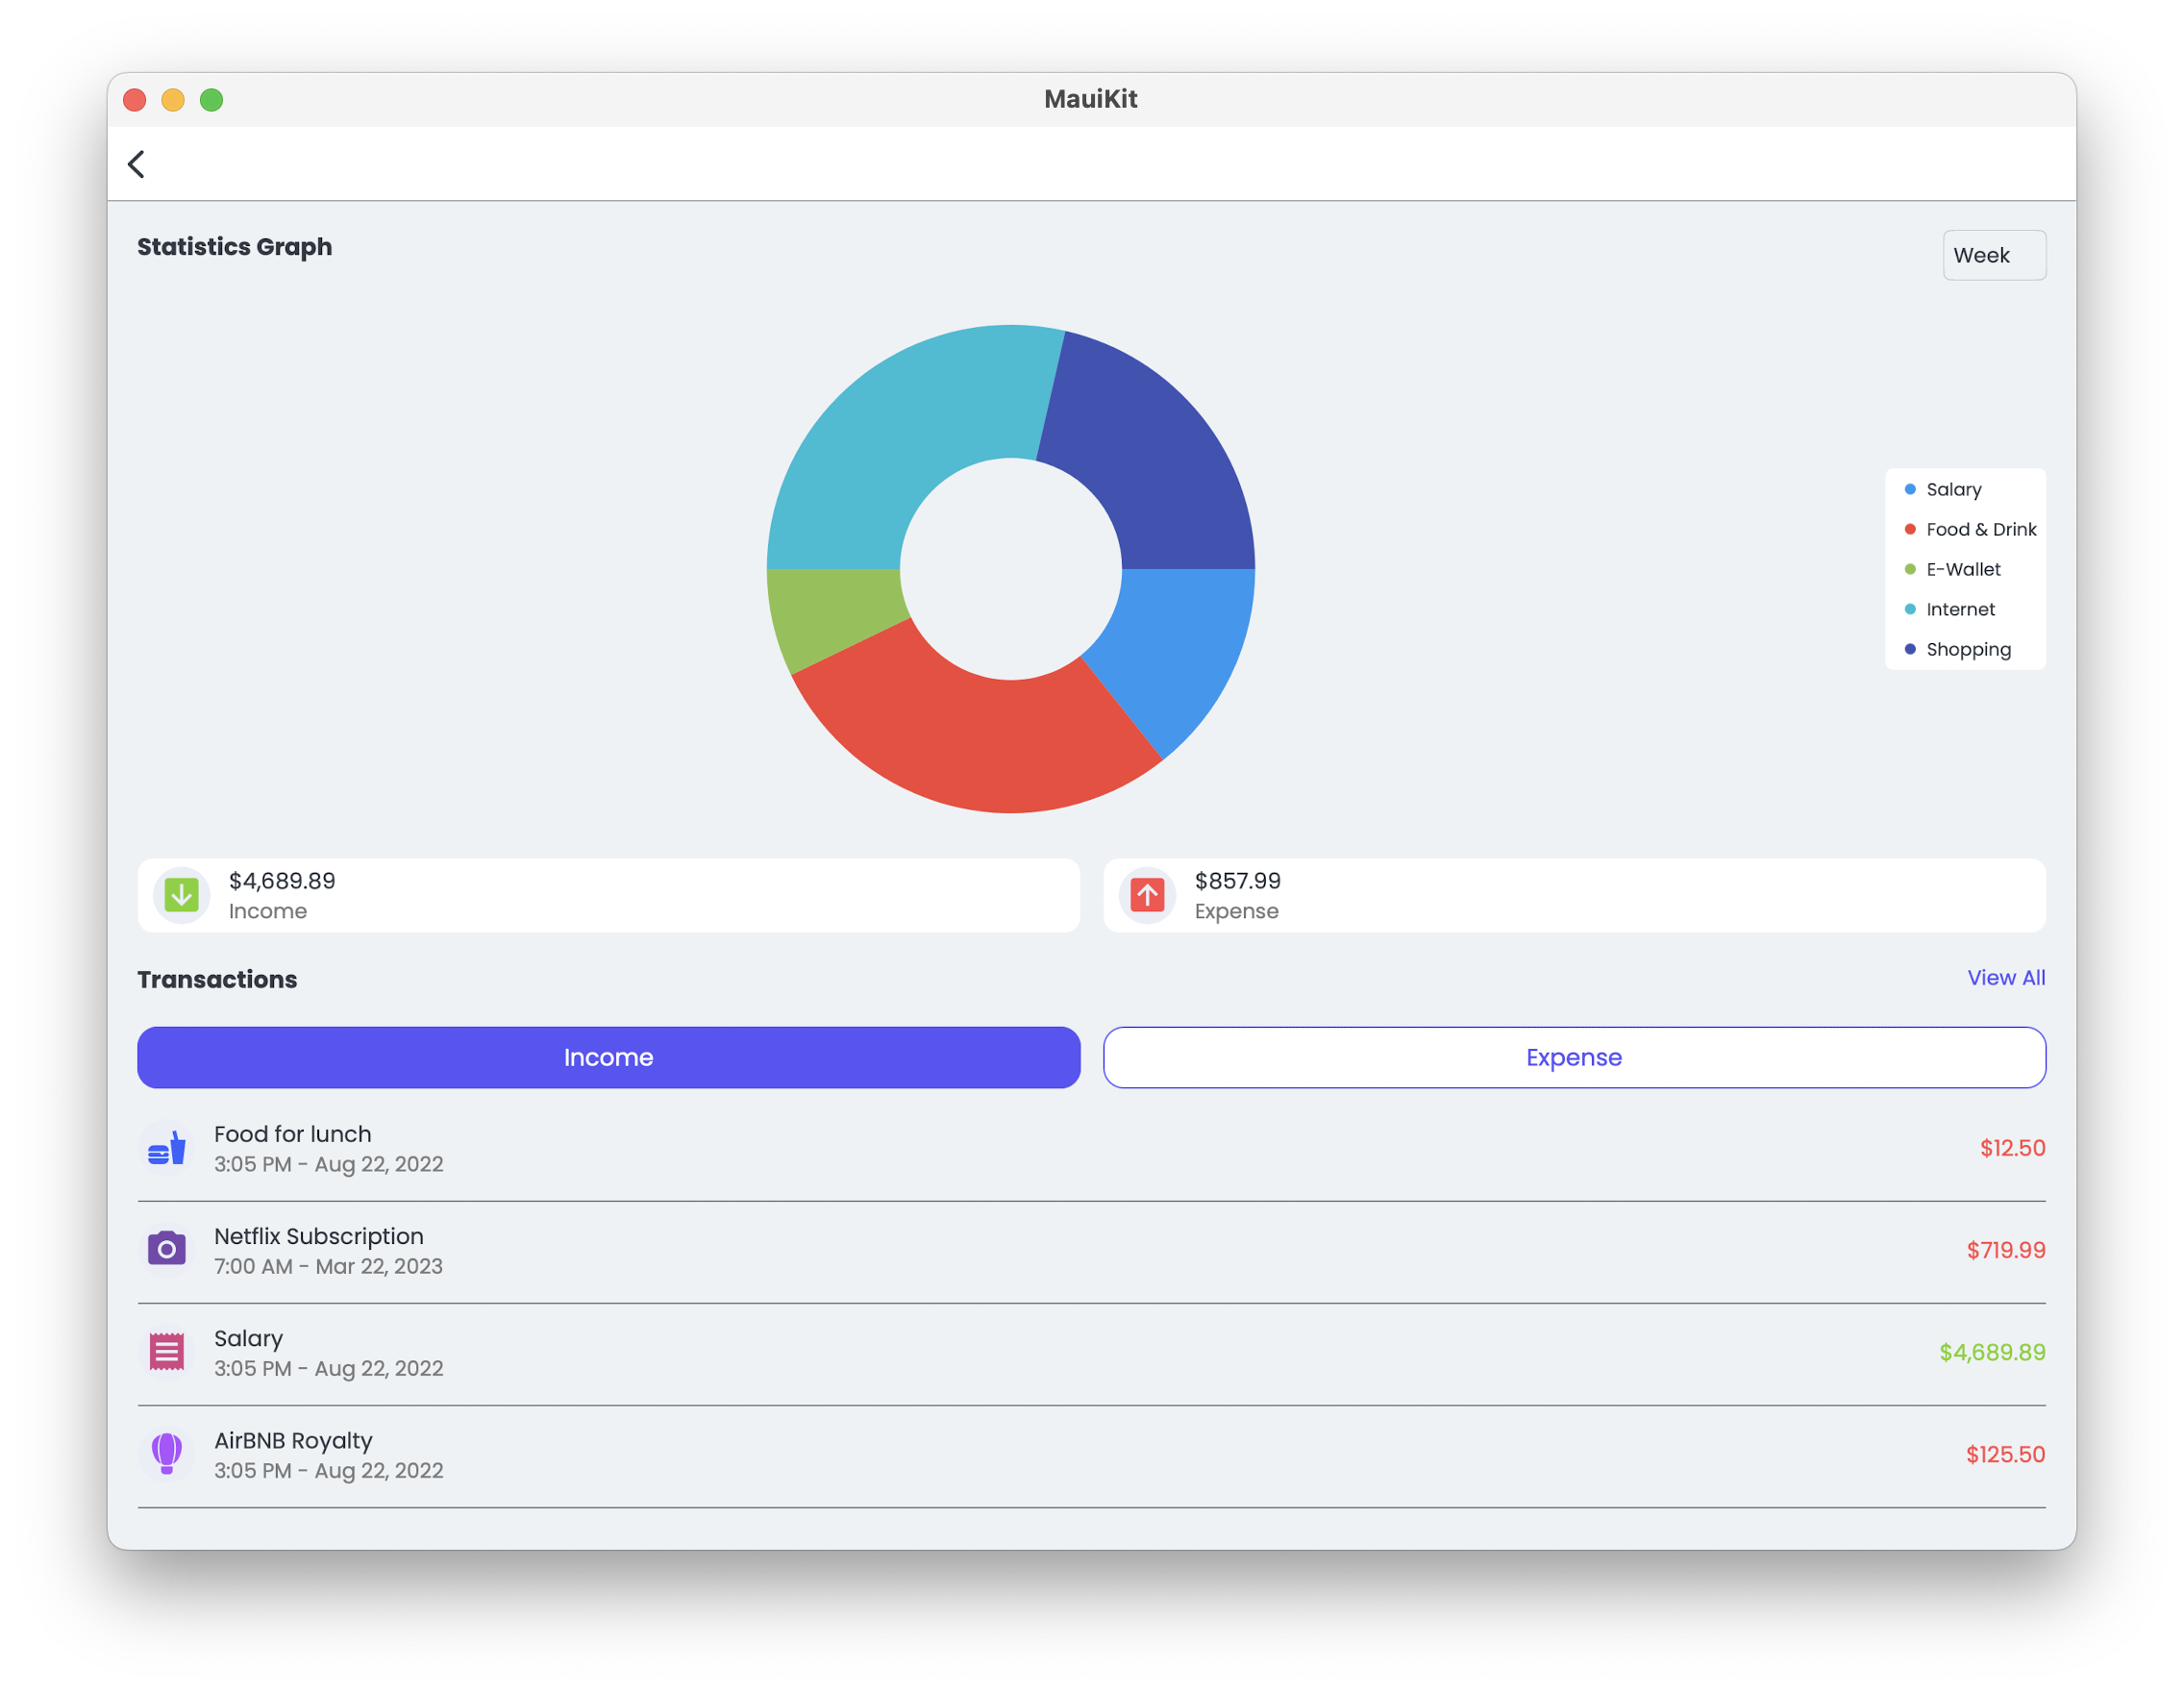 MauiKit
Statistics Graph
Week
Salary
Food & Drink
E-Wallet
Internet
Shopping
$4,689.89
Income
$857.99
Expense
Transactions
View All
Income
Expense
Food for lunch
3:05 PM - Aug 22, 2022
$12.50
Netflix Subscription
7:00 AM - Mar 22, 2023
$719.99
Salary
3:05 PM - Aug 22, 2022
$4,689.89
AirBNB Royalty
3:05 PM - Aug 22, 2022
$125.50